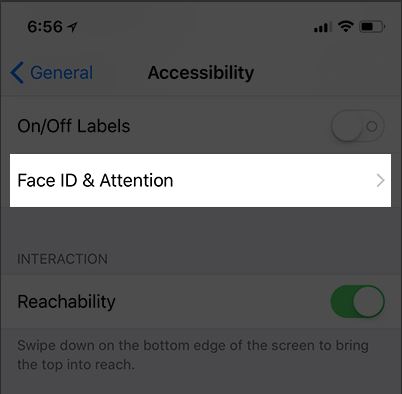 6:56
General
Accessibility
On/Off Labels
Face ID & Attention
INTERACTION
Reachability
Swipe down on the bottom edge of the screen to bring
the top into reach.